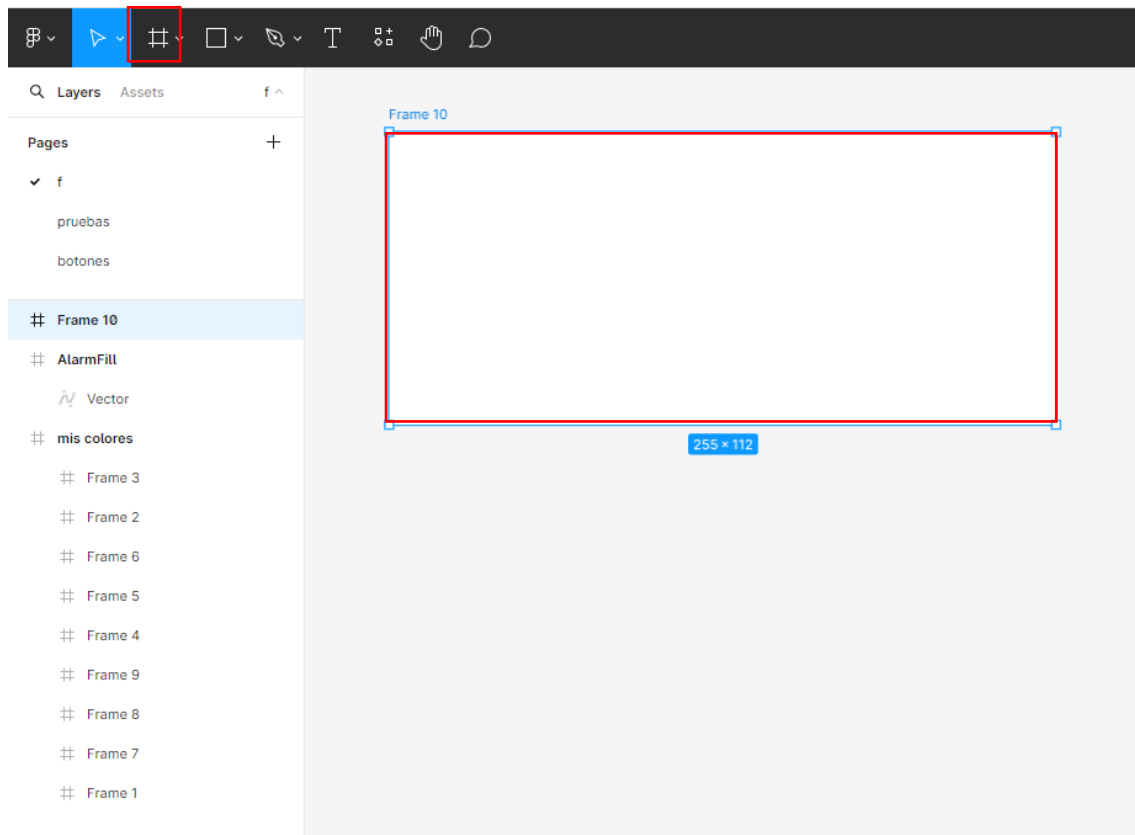 Layers Assets f
Frame 10
Pages
f
pruebas
botones
Frame 10
AlarmFill
Vector
255 × 112
mis colores
Frame 3
Frame 2
Frame 6
Frame 5
Frame 4
Frame 9
Frame 8
Frame 7
Frame 1